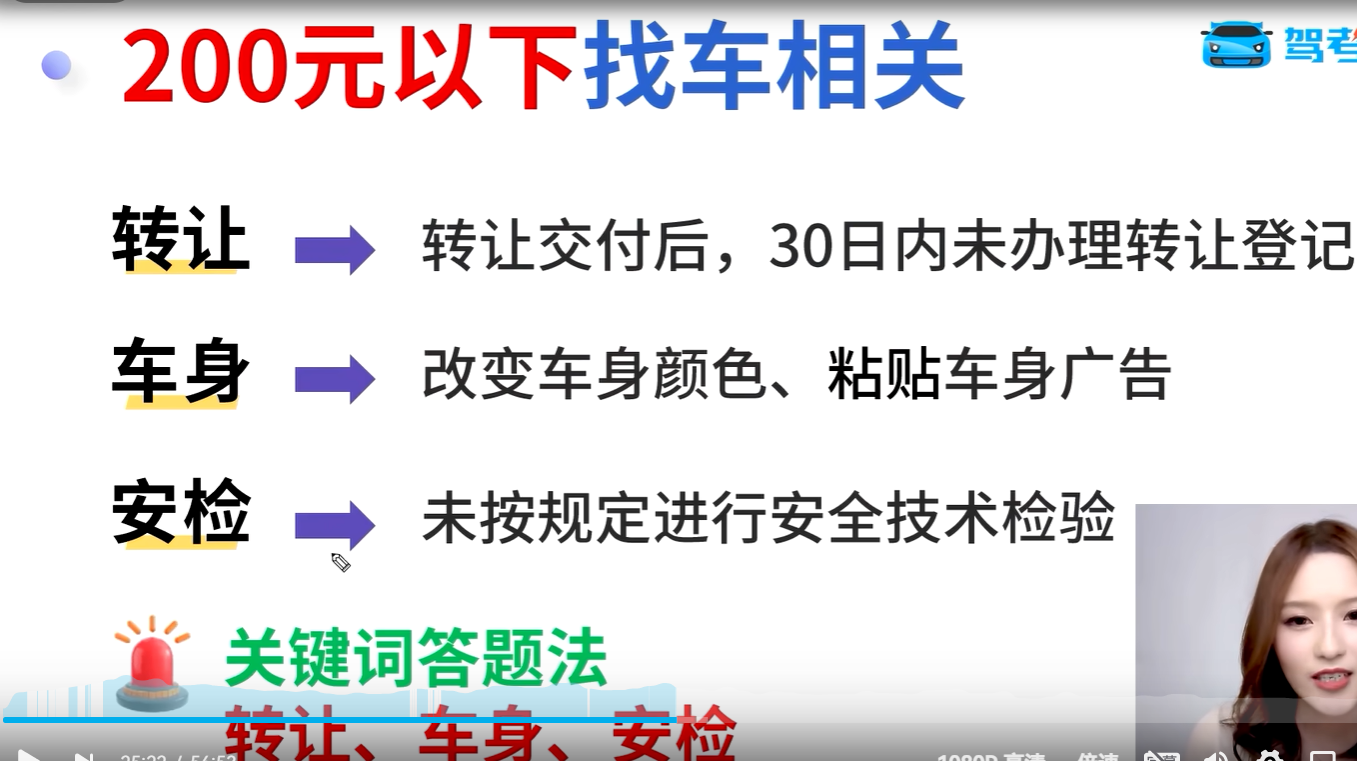 200元以下找车相关
驾考
转让 转让交付后，30日内未办理转让登记
车身 改变车身颜色、粘贴车身广告
安检 未按规定进行安全技术检验
关键词答题法
转让、车身、安检
1080P 高清 倍速